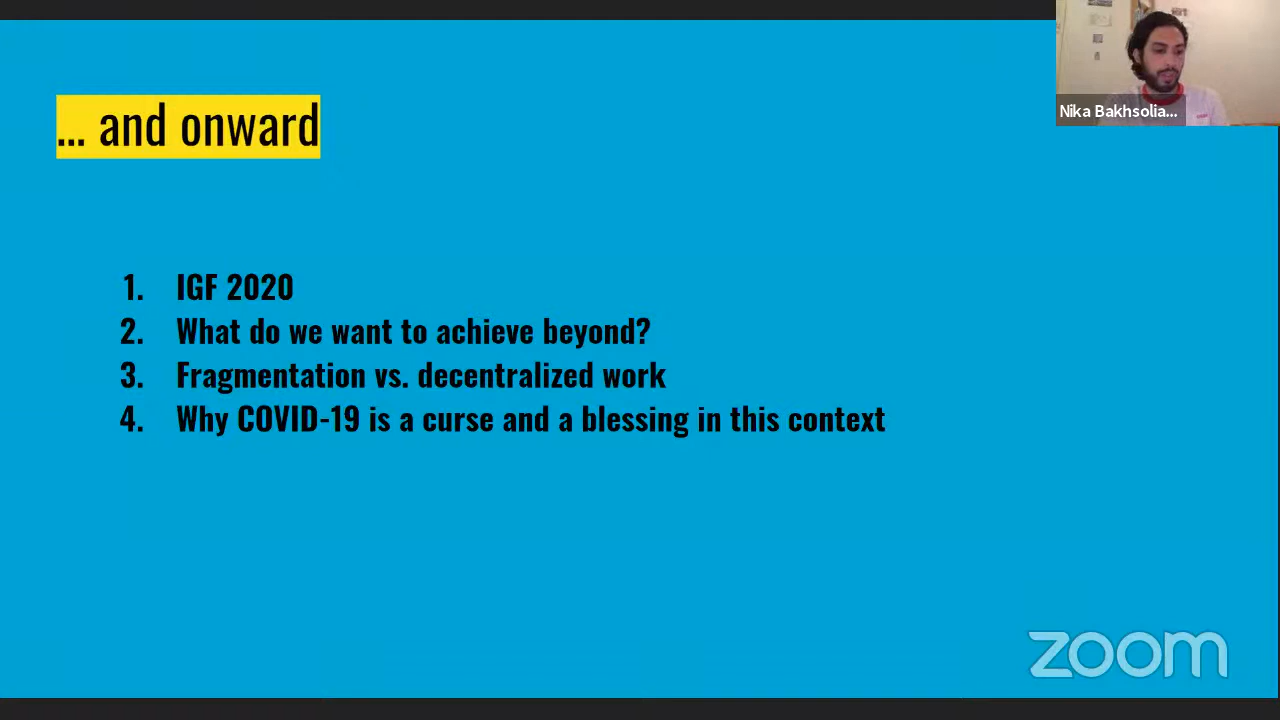 ... and onward
1. IGF 2020
2. What do we want to achieve beyond?
3. Fragmentation vs. decentralized work
4. Why COVID-19 is a curse and a blessing in this context
Nika Bakhsolia...
zoom